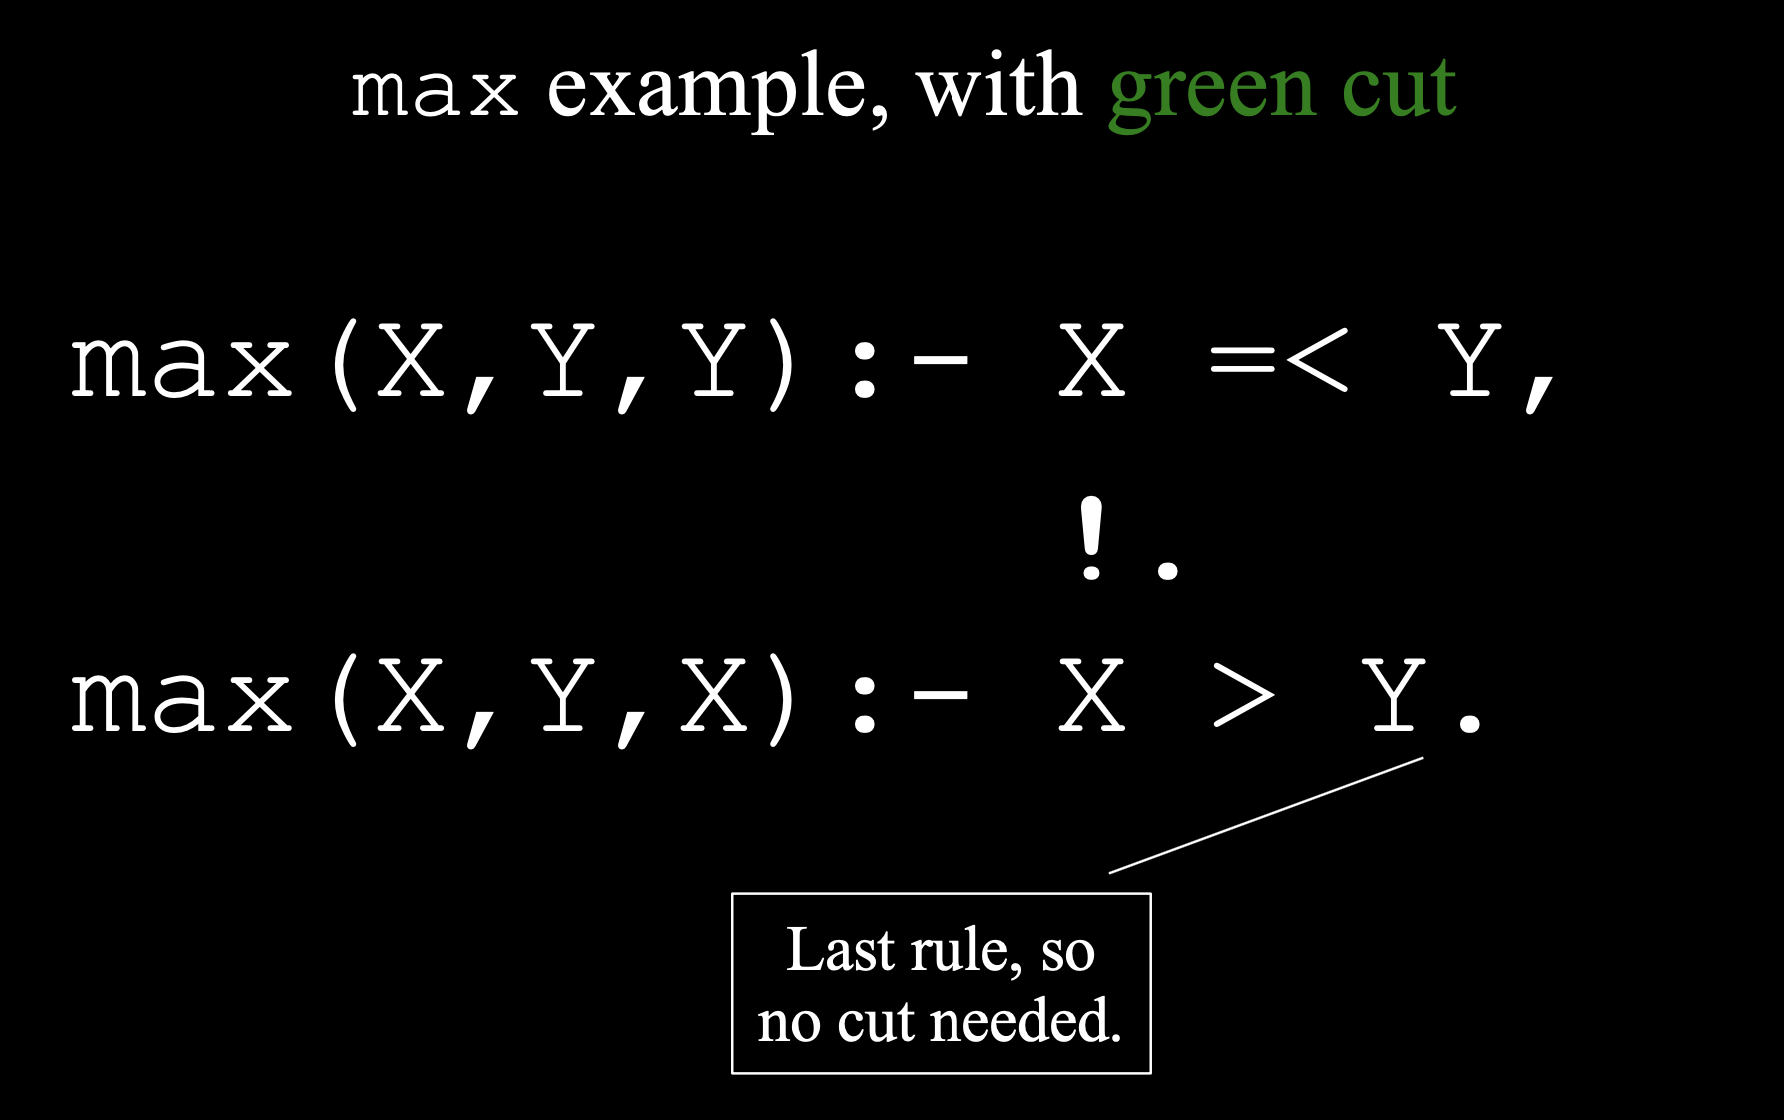 max example, with green cut
max(X,Y,Y):- X =< Y,
!.
max(X,Y,X):- X > Y.
Last rule, so
no cut needed.